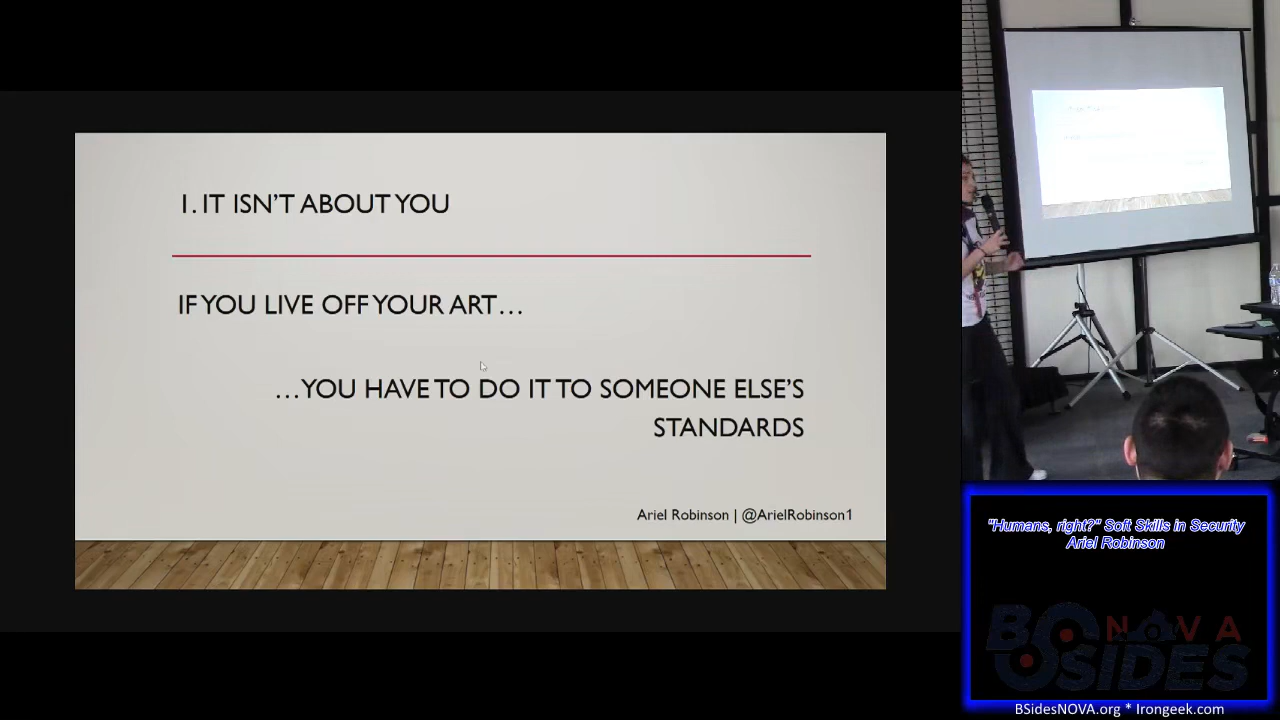 1. IT ISN'T ABOUT YOU
IF YOU LIVE OFF YOUR ART...
...YOU HAVE TO DO IT TO SOMEONE ELSE'S
STANDARDS
Ariel Robinson | @ArielRobinson1
"Humans, right?" Soft Skills in Security
Ariel Robinson
BSIDES
NOVA
BSidesNOVA.org * Irongeek.com